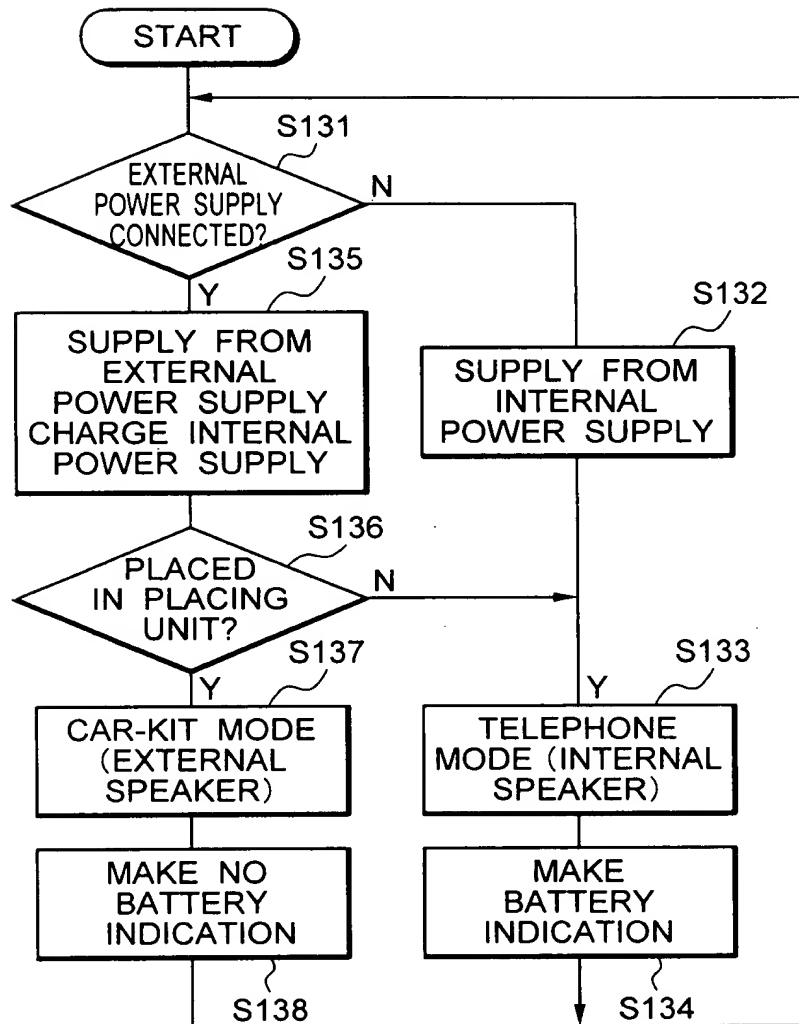 START
S131
EXTERNAL
POWER SUPPLY
CONNECTED?
N
Y
S135
SUPPLY FROM
EXTERNAL
POWER SUPPLY
CHARGE INTERNAL
POWER SUPPLY
S132
SUPPLY FROM
INTERNAL
POWER SUPPLY
S136
PLACED
IN PLACING
UNIT?
N
Y
S137
CAR-KIT MODE
(EXTERNAL
SPEAKER)
Y
S133
TELEPHONE
MODE (INTERNAL
SPEAKER)
MAKE NO
BATTERY
INDICATION
S138
MAKE
BATTERY
INDICATION
S134